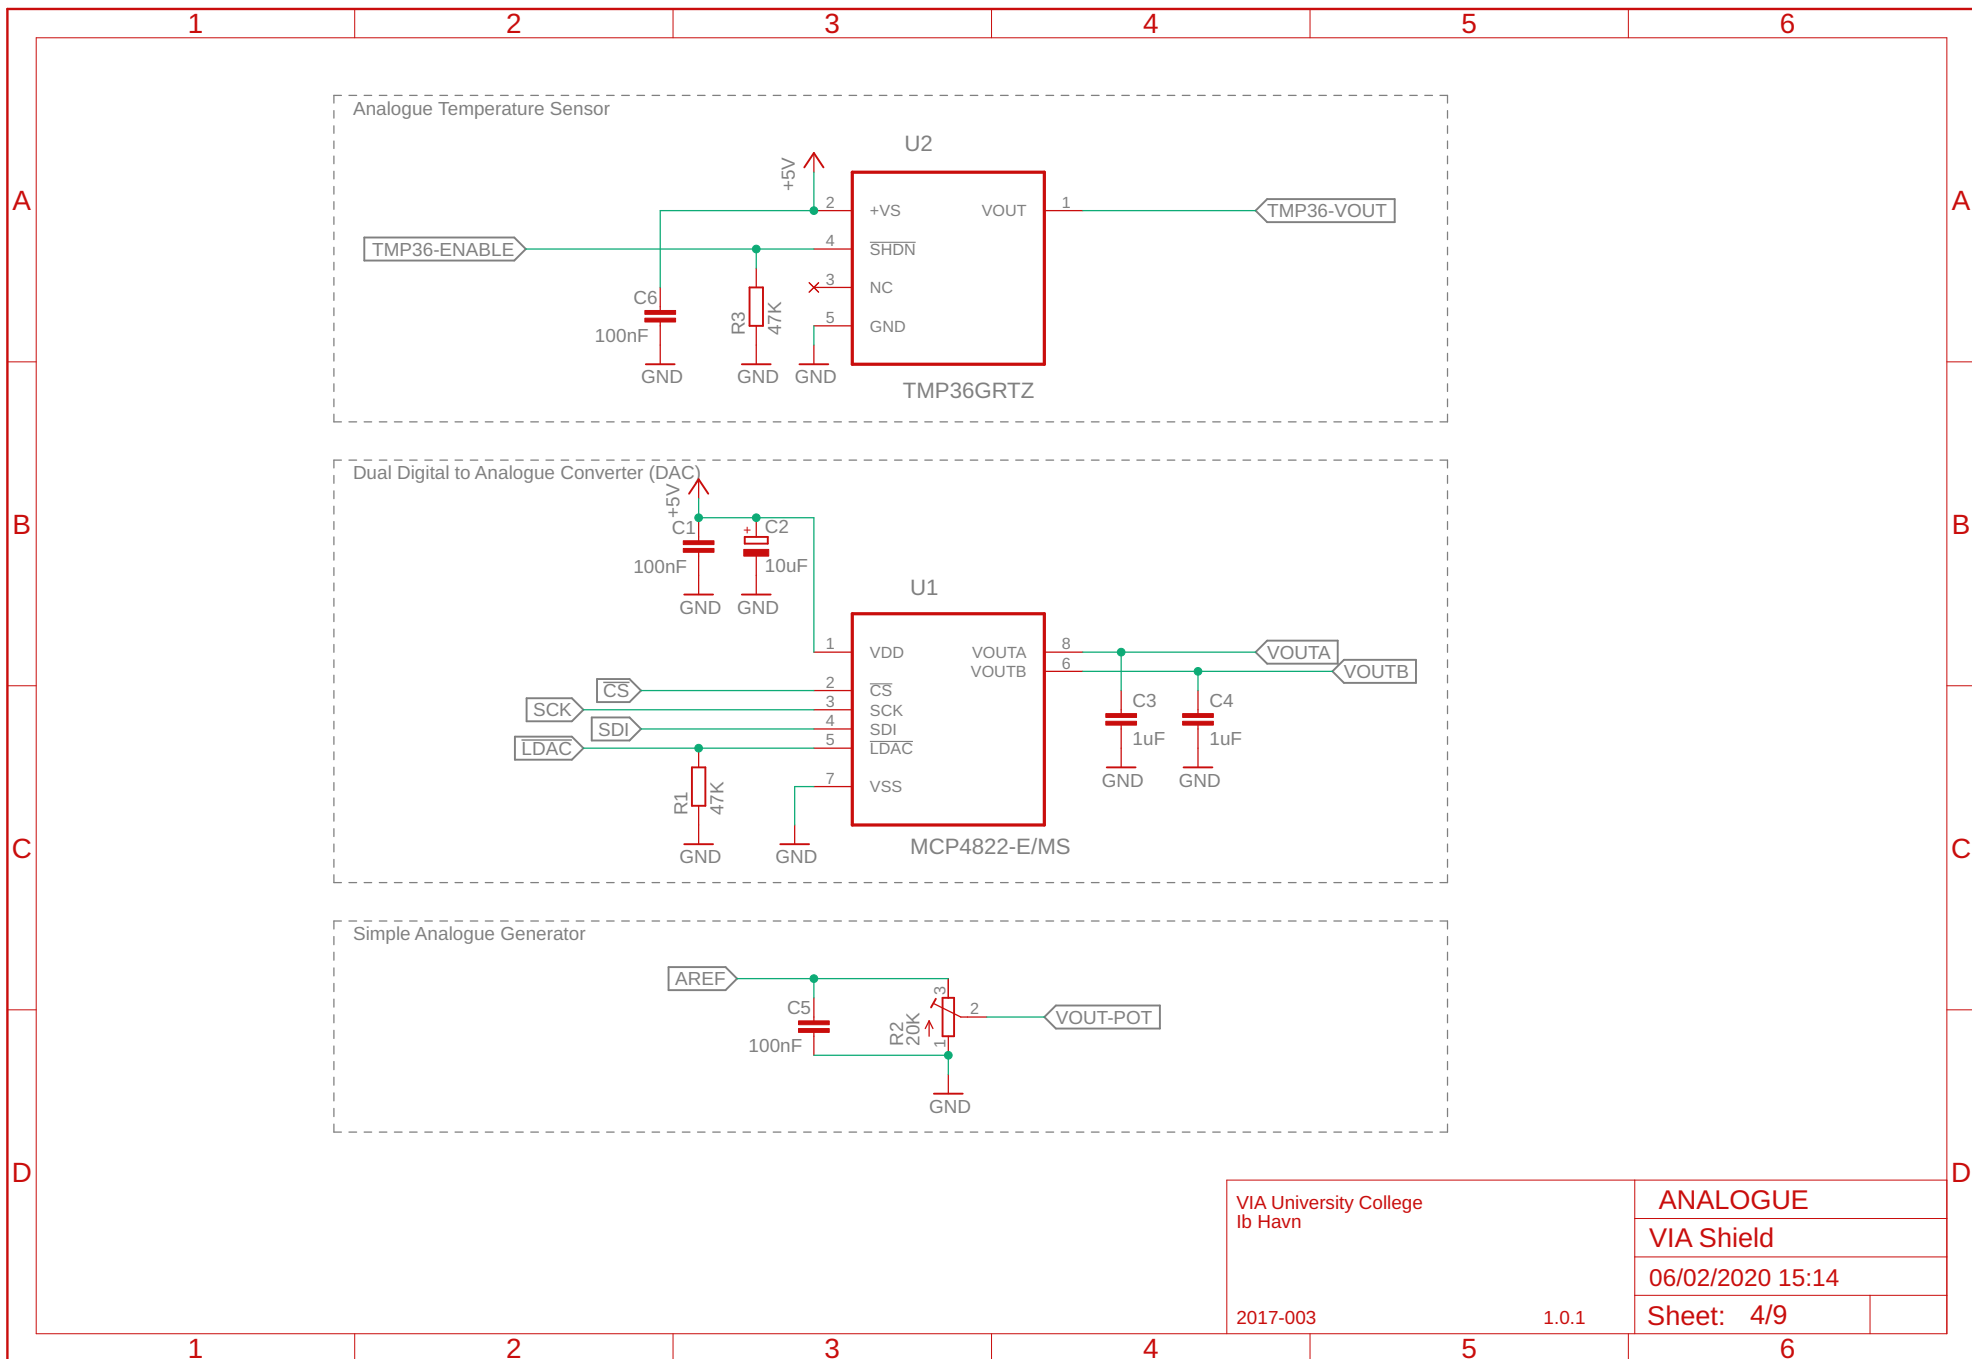 1 2 3 4 5 6
A A
Analogue Temperature Sensor
U2
+5V
2 +VS VOUT 1 TMP36-VOUT
TMP36-ENABLE 4 SHDN
3 NC
C6
100nF
R3
47K
5 GND
GND GND GND
TMP36GRTZ
B B
Dual Digital to Analogue Converter (DAC)
+5V
C1 C2
100nF 10uF
GND GND
U1
1 VDD VOUTA 8 VOUTA
VOUTB 6 VOUTB
CS 2 CS
SCK 3 SCK
SDI 4 SDI
LDAC 5 LDAC
C3 C4
1uF 1uF
GND GND
R1
47K
7 VSS
GND GND
MCP4822-E/MS
C C
Simple Analogue Generator
AREF
C5
100nF
R2
20K
3
2 VOUT-POT
1
GND
D D
VIA University College
Ib Havn
2017-003 1.0.1
ANALOGUE
VIA Shield
06/02/2020 15:14
Sheet: 4/9
1 2 3 4 5 6